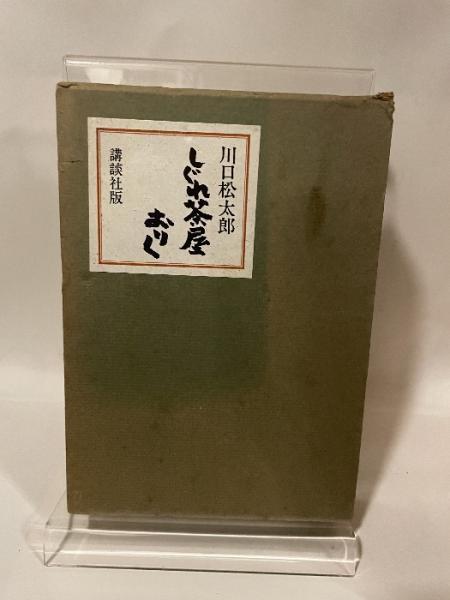 川口松太郎
しぐれ茶屋
おりく
講談社版